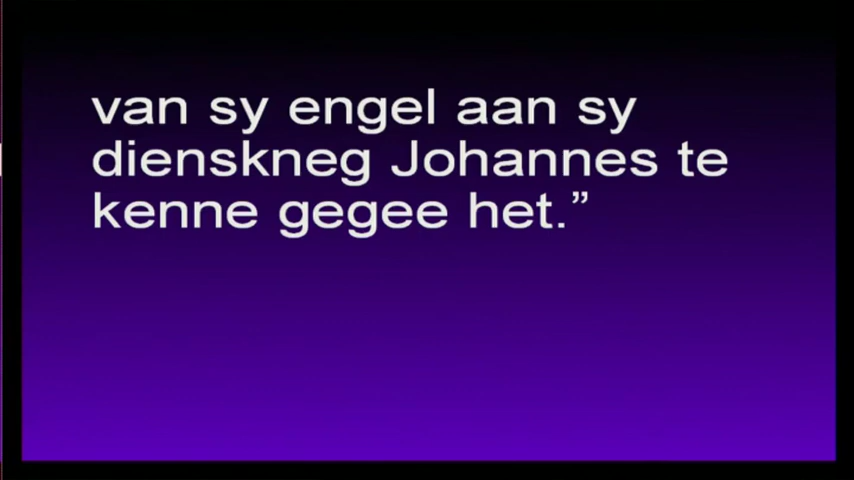 van sy engel aan sy
dienskneg Johannes te
kenne gegee het.”